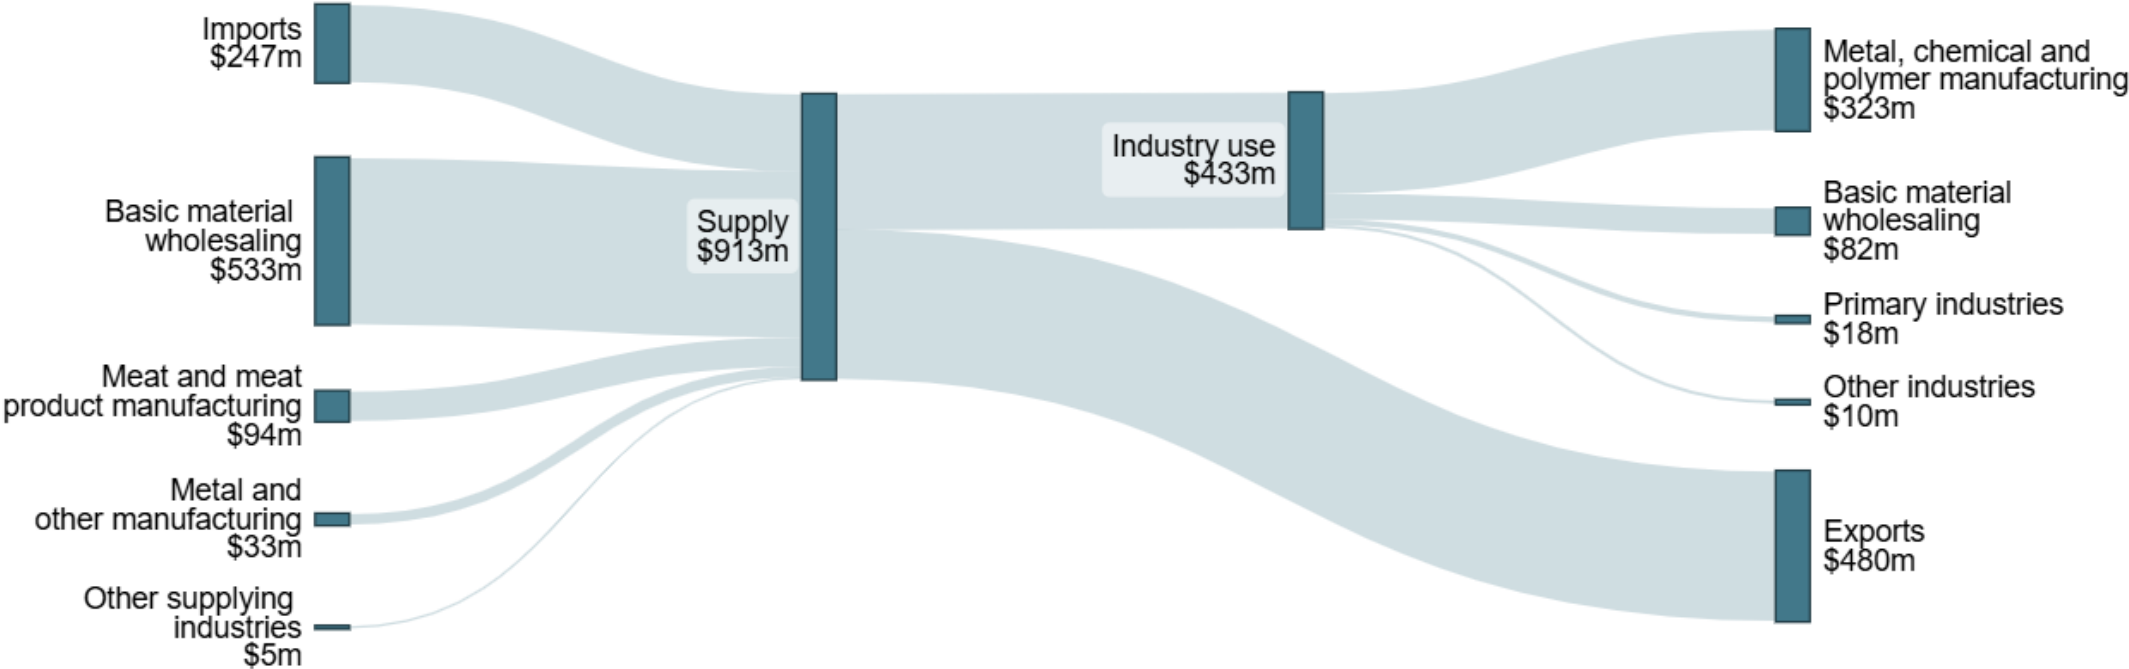 Imports
$247m
Basic material
wholesaling
$533m
Meat and meat
product manufacturing
$94m
Metal and
other manufacturing
$33m
Other supplying
industries
$5m
Supply
$913m
Industry use
$433m
Metal, chemical and
polymer manufacturing
$323m
Basic material
wholesaling
$82m
Primary industries
$18m
Other industries
$10m
Exports
$480m